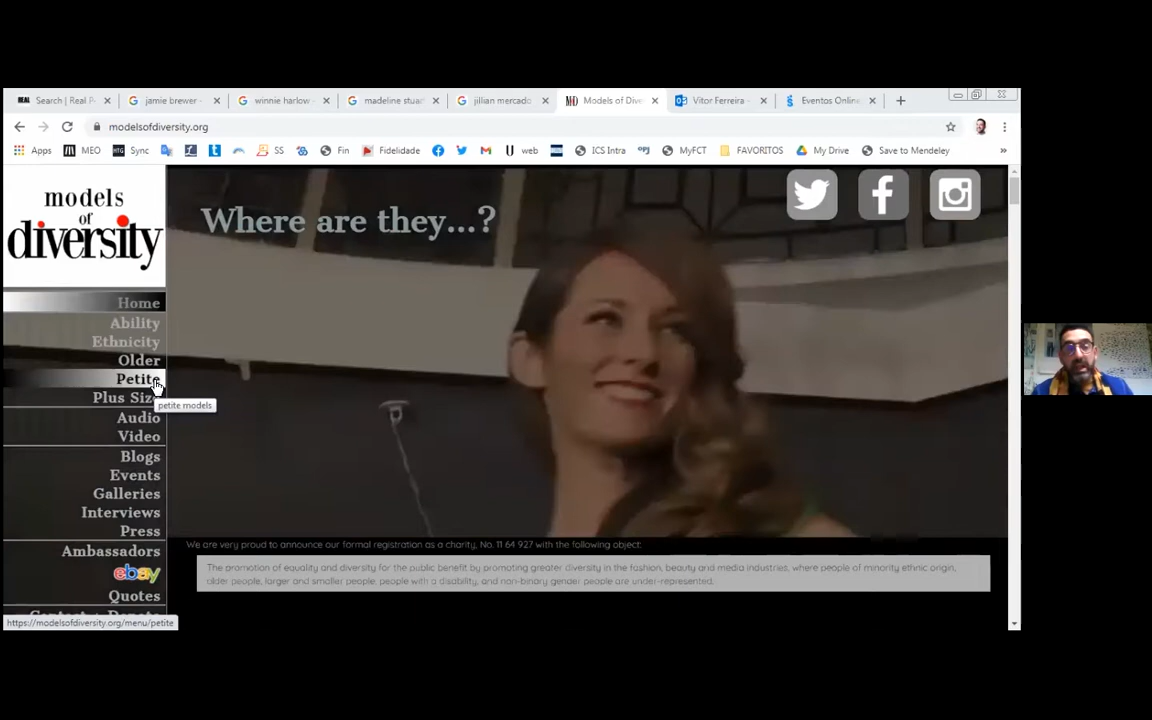 REAL Search | Real P
jamie brewer -
winnie harlow -
madeline stuar
jillian mercado
Models of Dive
Vitor Ferreira -
Eventos Online
modelsofdiversity.org
Apps
MEO
HTG Sync
SS
Fin
Fidelidade
web
ICS Intra
MyFCT
FAVORITOS
My Drive
Save to Mendeley
models
of
diversity
Where are they...?
Home
Ability
Ethnicity
Older
Petite
Plus Siz
petite models
Audio
Video
Blogs
Events
Galleries
Interviews
Press
Ambassadors
ebay
Quotes
We are very proud to announce our formal registration as a charity, No. 11 64 927 with the following object:
The promotion of equality and diversity for the public benefit by promoting greater diversity in the fashion, beauty and media industries, where people of minority ethnic origin,
older people, larger and smaller people, people with a disability, and non-binary gender people are under-represented.
Contact + Donate
https://modelsofdiversity.org/menu/petite